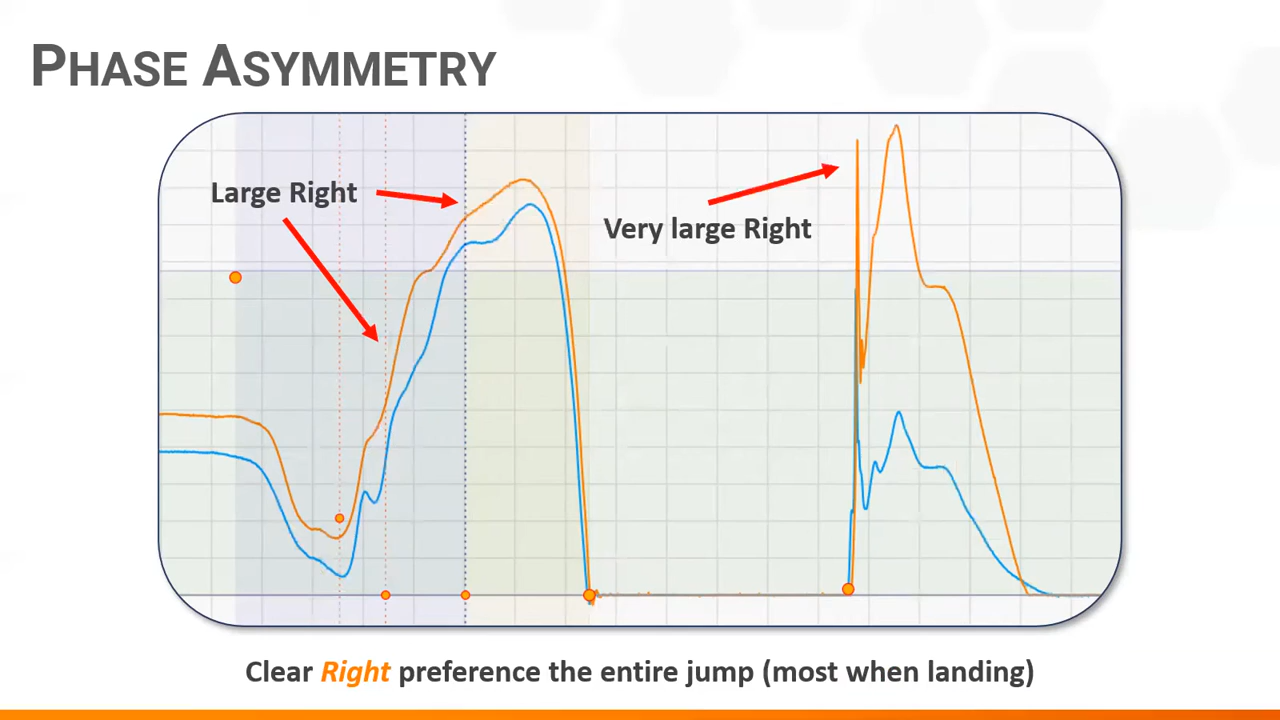 PHASE ASYMMETRY
Large Right
Very large Right
Clear Right preference the entire jump (most when landing)